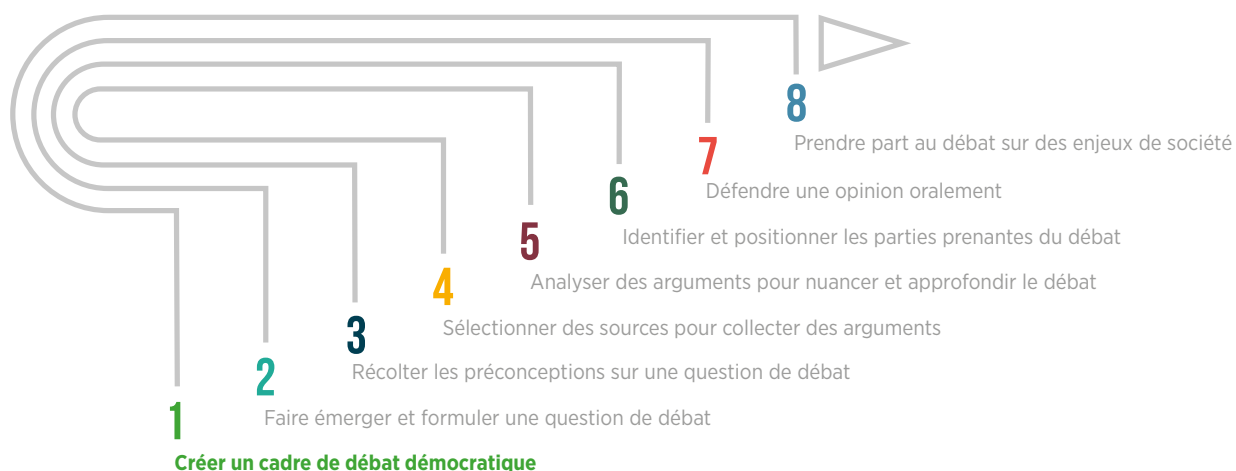 8
Prendre part au débat sur des enjeux de société
7
Défendre une opinion oralement
6
Identifier et positionner les parties prenantes du débat
5
Analyser des arguments pour nuancer et approfondir le débat
4
Sélectionner des sources pour collecter des arguments
3
Récolter les préconceptions sur une question de débat
2
Faire émerger et formuler une question de débat
1
Créer un cadre de débat démocratique